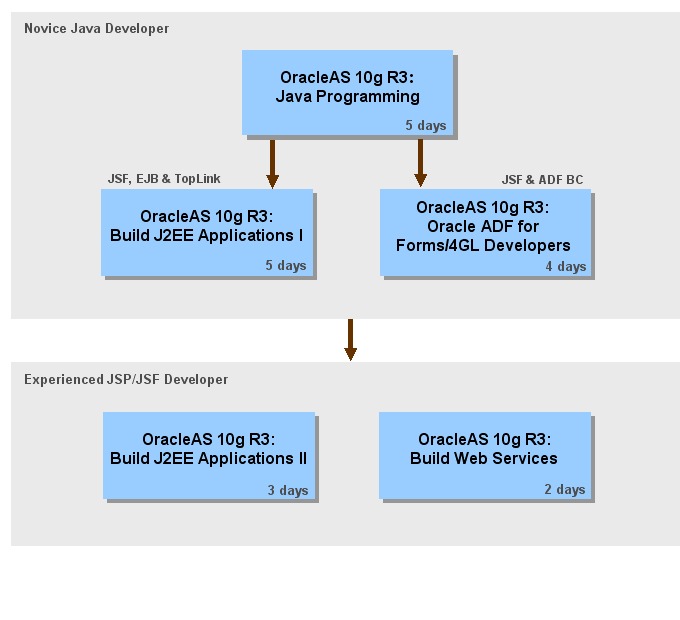 Novice Java Developer
OracleAS 10g R3:
Java Programming
5 days
JSF, EJB & TopLink
JSF & ADF BC
OracleAS 10g R3:
Build J2EE Applications I
5 days
OracleAS 10g R3:
Oracle ADF for
Forms/4GL Developers
4 days
Experienced JSP/JSF Developer
OracleAS 10g R3:
Build J2EE Applications II
3 days
OracleAS 10g R3:
Build Web Services
2 days